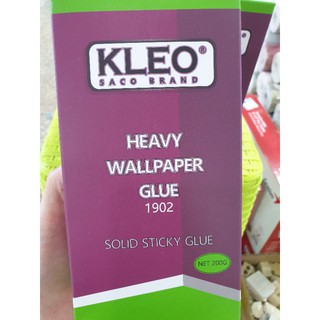 KLEO®
SACO BRAND
HEAVY
WALLPAPER
GLUE
1902
SOLID STICKY GLUE
NET 200G